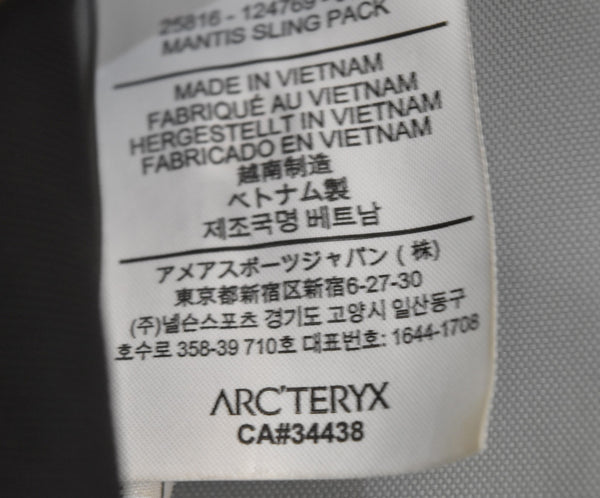 25816 - 124769 -
MANTIS SLING PACK
MADE IN VIETNAM
FABRIQUÉ AU VIETNAM
HERGESTELLT IN VIETNAM
FABRICADO EN VIETNAM
越南制造
ベトナム製
제조국명 베트남
アメアスポーツジャパン(株)
東京都新宿区新宿6-27-30
(주)넬슨스포츠 경기도 고양시 일산동구
호수로 358-39 710호 대표번호: 1644-1708
ARC'TERYX
CA#34438